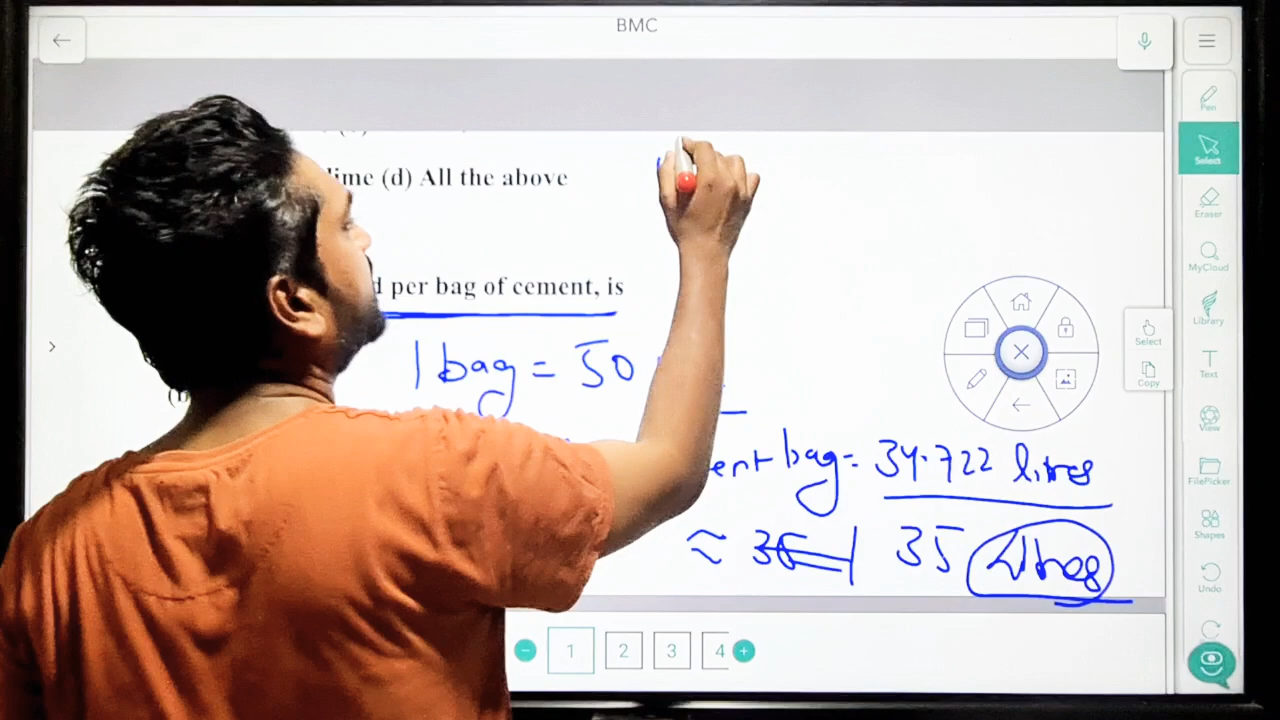 BMC
lime (d) All the above
Pen
Select
d per bag of cement, is
Eraser
MyCloud
Library
1 bag = 50
Select
Copy
Text
ent bag = 34.722 litres
View
FilePicker
≈ 35 35 litres
Shapes
Undo
1 2 3 4